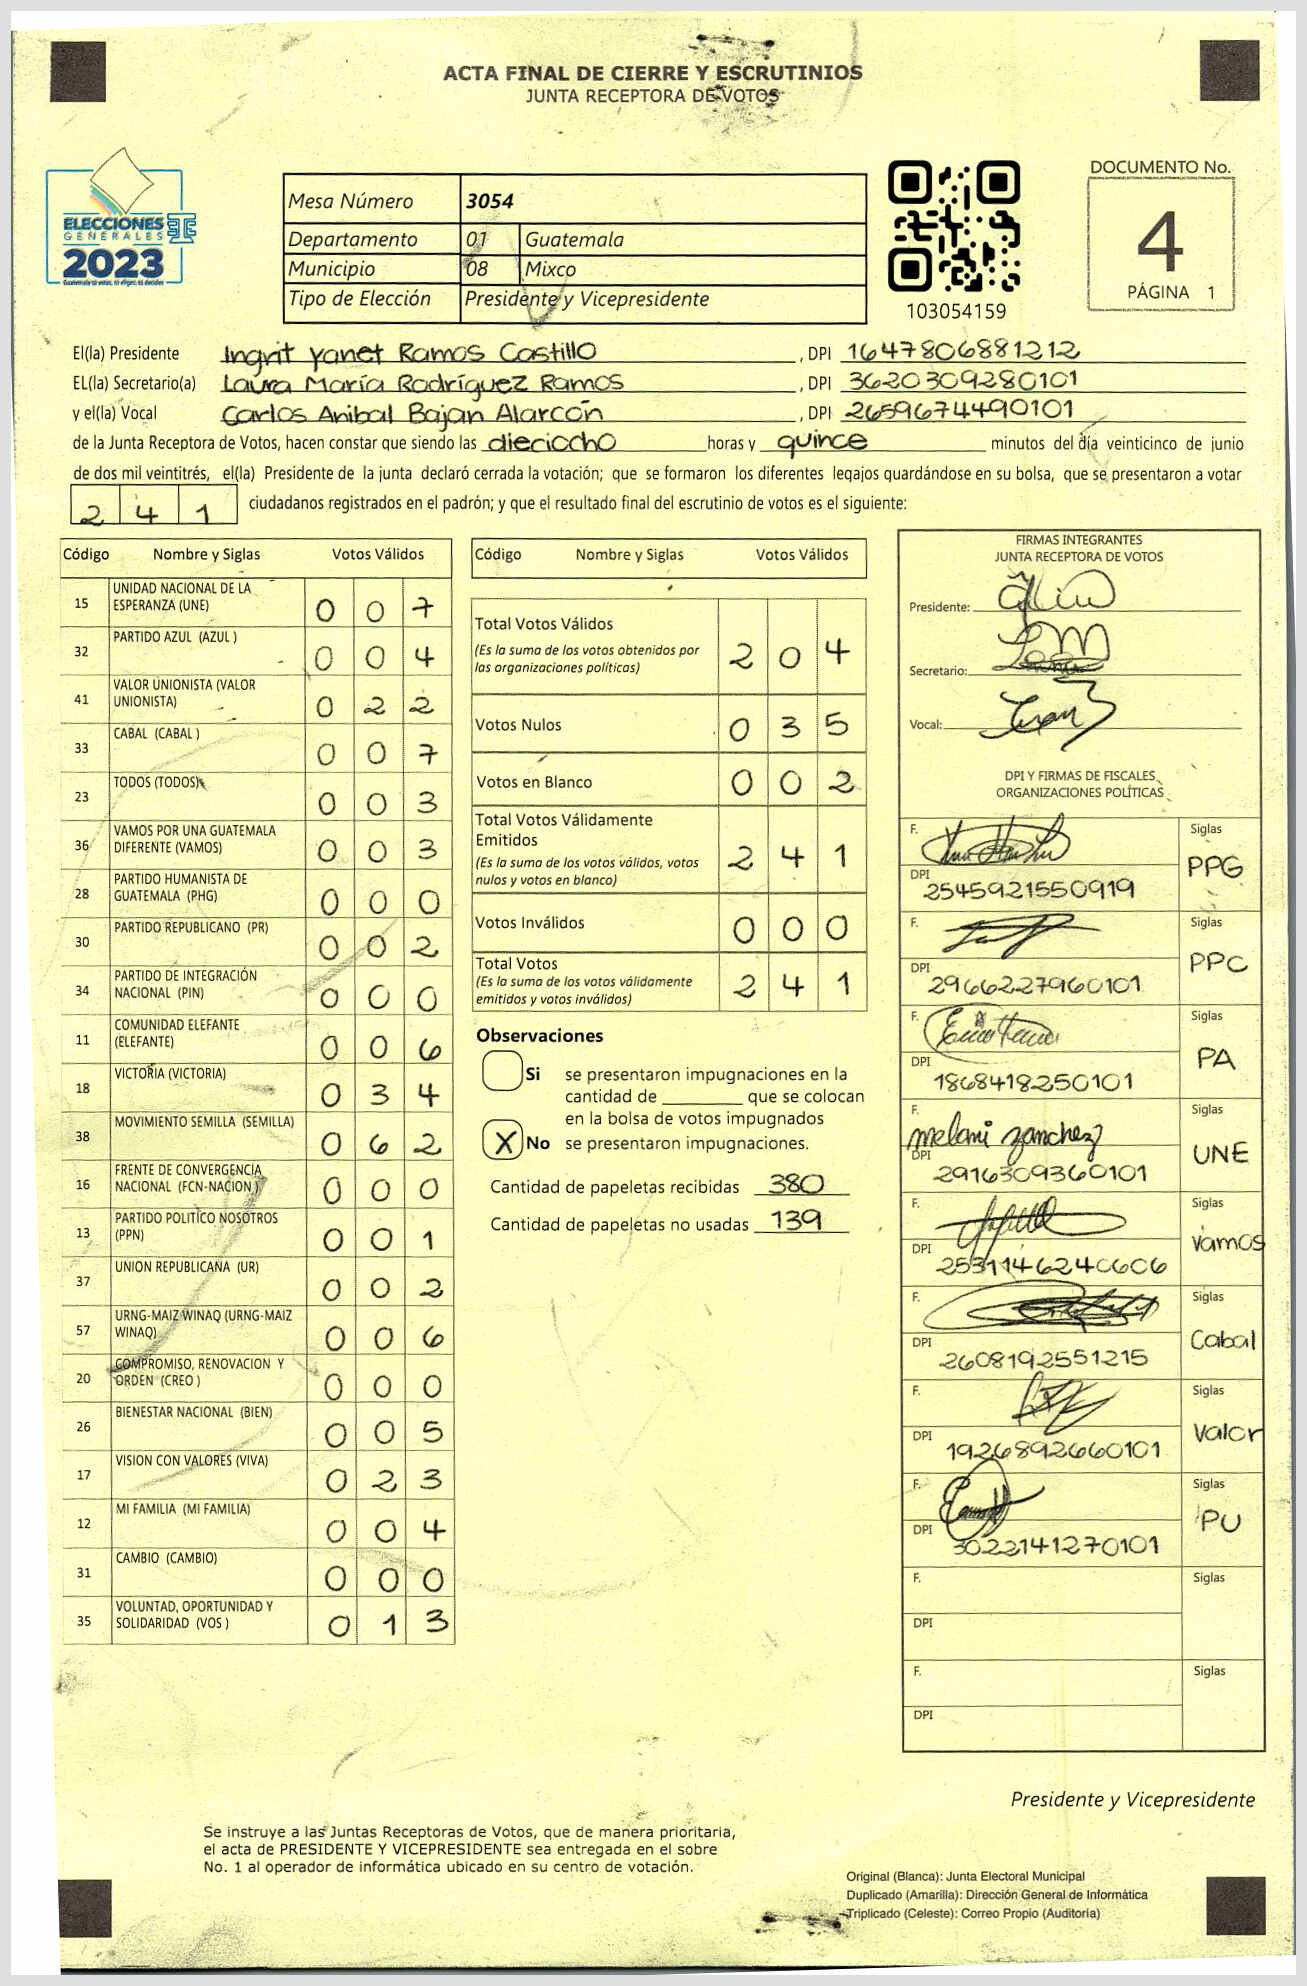 ACTA FINAL DE CIERRE Y ESCRUTINIOS
JUNTA RECEPTORA DE VOTOS
ELECCIONES
GENERALES
2023
Mesa Número 3054
Departamento 01 Guatemala
Municipio 08 Mixco
Tipo de Elección Presidente y Vicepresidente
103054159
DOCUMENTO No.
4
PÁGINA 1
El(la) Presidente Ingrit Yanet Ramos Castillo , DPI 1647806881212
EL(la) Secretario(a) Laura María Rodríguez Ramos , DPI 3620309280101
y el(la) Vocal Carlos Anibal Bajan Alarcón , DPI 2659674490101
de la Junta Receptora de Votos, hacen constar que siendo las dieciocho horas y quince minutos del día veinticinco de junio
de dos mil veintitrés, el(la) Presidente de la junta declaró cerrada la votación; que se formaron los diferentes legajos guardándose en su bolsa, que se presentaron a votar
2 4 1 ciudadanos registrados en el padrón; y que el resultado final del escrutinio de votos es el siguiente:
Código Nombre y Siglas Votos Válidos
15 UNIDAD NACIONAL DE LA ESPERANZA (UNE) 0 0 7
32 PARTIDO AZUL (AZUL ) 0 0 4
41 VALOR UNIONISTA (VALOR UNIONISTA) 0 2 2
33 CABAL (CABAL ) 0 0 7
23 TODOS (TODOS) 0 0 3
36 VAMOS POR UNA GUATEMALA DIFERENTE (VAMOS) 0 0 3
28 PARTIDO HUMANISTA DE GUATEMALA (PHG) 0 0 0
30 PARTIDO REPUBLICANO (PR) 0 0 2
34 PARTIDO DE INTEGRACIÓN NACIONAL (PIN) 0 0 0
11 COMUNIDAD ELEFANTE (ELEFANTE) 0 0 6
18 VICTORIA (VICTORIA) 0 3 4
38 MOVIMIENTO SEMILLA (SEMILLA) 0 6 2
16 FRENTE DE CONVERGENCIA NACIONAL (FCN-NACION ) 0 0 0
13 PARTIDO POLITÍCO NOSOTROS (PPN) 0 0 1
37 UNION REPUBLICANA (UR) 0 0 2
57 URNG-MAIZ WINAQ (URNG-MAIZ WINAQ) 0 0 6
20 COMPROMISO, RENOVACION Y ORDEN (CREO ) 0 0 0
26 BIENESTAR NACIONAL (BIEN) 0 0 5
17 VISION CON VALORES (VIVA) 0 2 3
12 MI FAMILIA (MI FAMILIA) 0 0 4
31 CAMBIO (CAMBIO) 0 0 0
35 VOLUNTAD, OPORTUNIDAD Y SOLIDARIDAD (VOS ) 0 1 3
Código Nombre y Siglas Votos Válidos
Total Votos Válidos 2 0 4
(Es la suma de los votos obtenidos por
las organizaciones políticas)
Votos Nulos 0 3 5
Votos en Blanco 0 0 2
Total Votos Válidamente
Emitidos 2 4 1
(Es la suma de los votos válidos, votos
nulos y votos en blanco)
Votos Inválidos 0 0 0
Total Votos 2 4 1
(Es la suma de los votos válidamente
emitidos y votos inválidos)
Observaciones
Si se presentaron impugnaciones en la
cantidad de ________ que se colocan
en la bolsa de votos impugnados
X No se presentaron impugnaciones.
Cantidad de papeletas recibidas 380
Cantidad de papeletas no usadas 139
FIRMAS INTEGRANTES
JUNTA RECEPTORA DE VOTOS
Presidente:
Secretario:
Vocal:
DPI Y FIRMAS DE FISCALES
ORGANIZACIONES POLÍTICAS
F. Siglas
PPG
DPI 2545921550919
F. Siglas
PPC
DPI 2966227960101
F. Siglas
PA
DPI 1868418250101
F. Siglas
melani zanchez UNE
DPI 2916309360101
F. Siglas
Vamos
DPI 2531146240606
F. Siglas
Cabal
DPI 2608192551215
F. Siglas
Valor
DPI 1926892660101
F. Siglas
PU
DPI 3022141270101
F. Siglas
DPI
F. Siglas
DPI
Presidente y Vicepresidente
Se instruye a las Juntas Receptoras de Votos, que de manera prioritaria,
el acta de PRESIDENTE Y VICEPRESIDENTE sea entregada en el sobre
No. 1 al operador de informática ubicado en su centro de votación.
Original (Blanca): Junta Electoral Municipal
Duplicado (Amarilla): Dirección General de Informática
Triplicado (Celeste): Correo Propio (Auditoría)